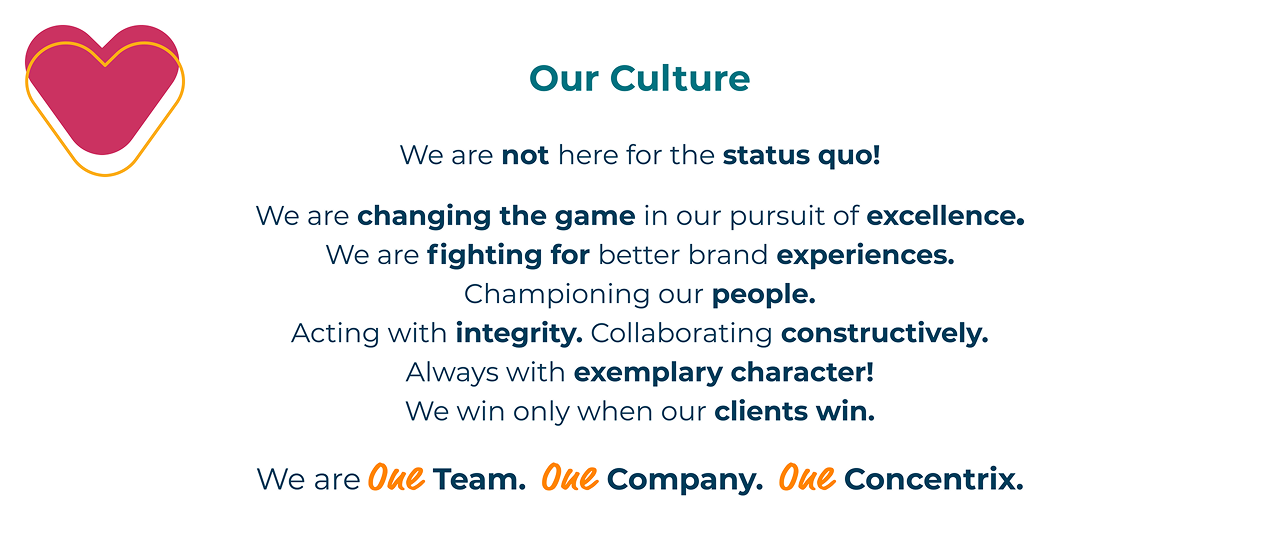 Our Culture
We are not here for the status quo!
We are changing the game in our pursuit of excellence.
We are fighting for better brand experiences.
Championing our people.
Acting with integrity. Collaborating constructively.
Always with exemplary character!
We win only when our clients win.
We are One Team. One Company. One Concentrix.